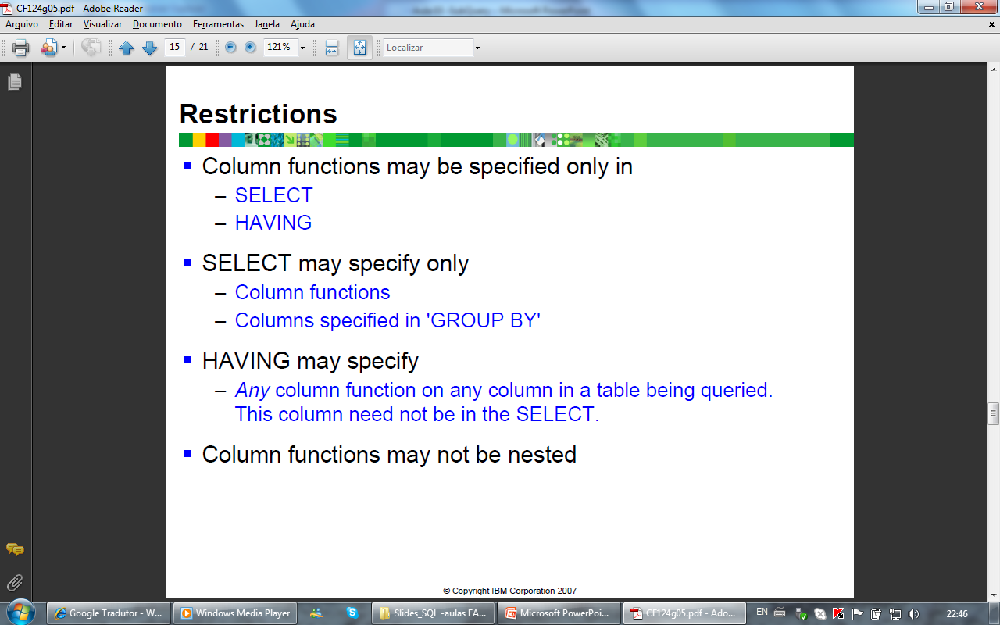 CF124g05.pdf - Adobe Reader
Arquivo Editar Visualizar Documento Ferramentas Janela Ajuda
15 / 21 121% Localizar
Restrictions
Column functions may be specified only in
– SELECT
– HAVING
SELECT may specify only
– Column functions
– Columns specified in 'GROUP BY'
HAVING may specify
– Any column function on any column in a table being queried.
This column need not be in the SELECT.
Column functions may not be nested
© Copyright IBM Corporation 2007
Google Tradutor - W... Windows Media Player Slides_SQL -aulas FA... Microsoft PowerPoi... CF124g05.pdf - Ado... EN 22:46